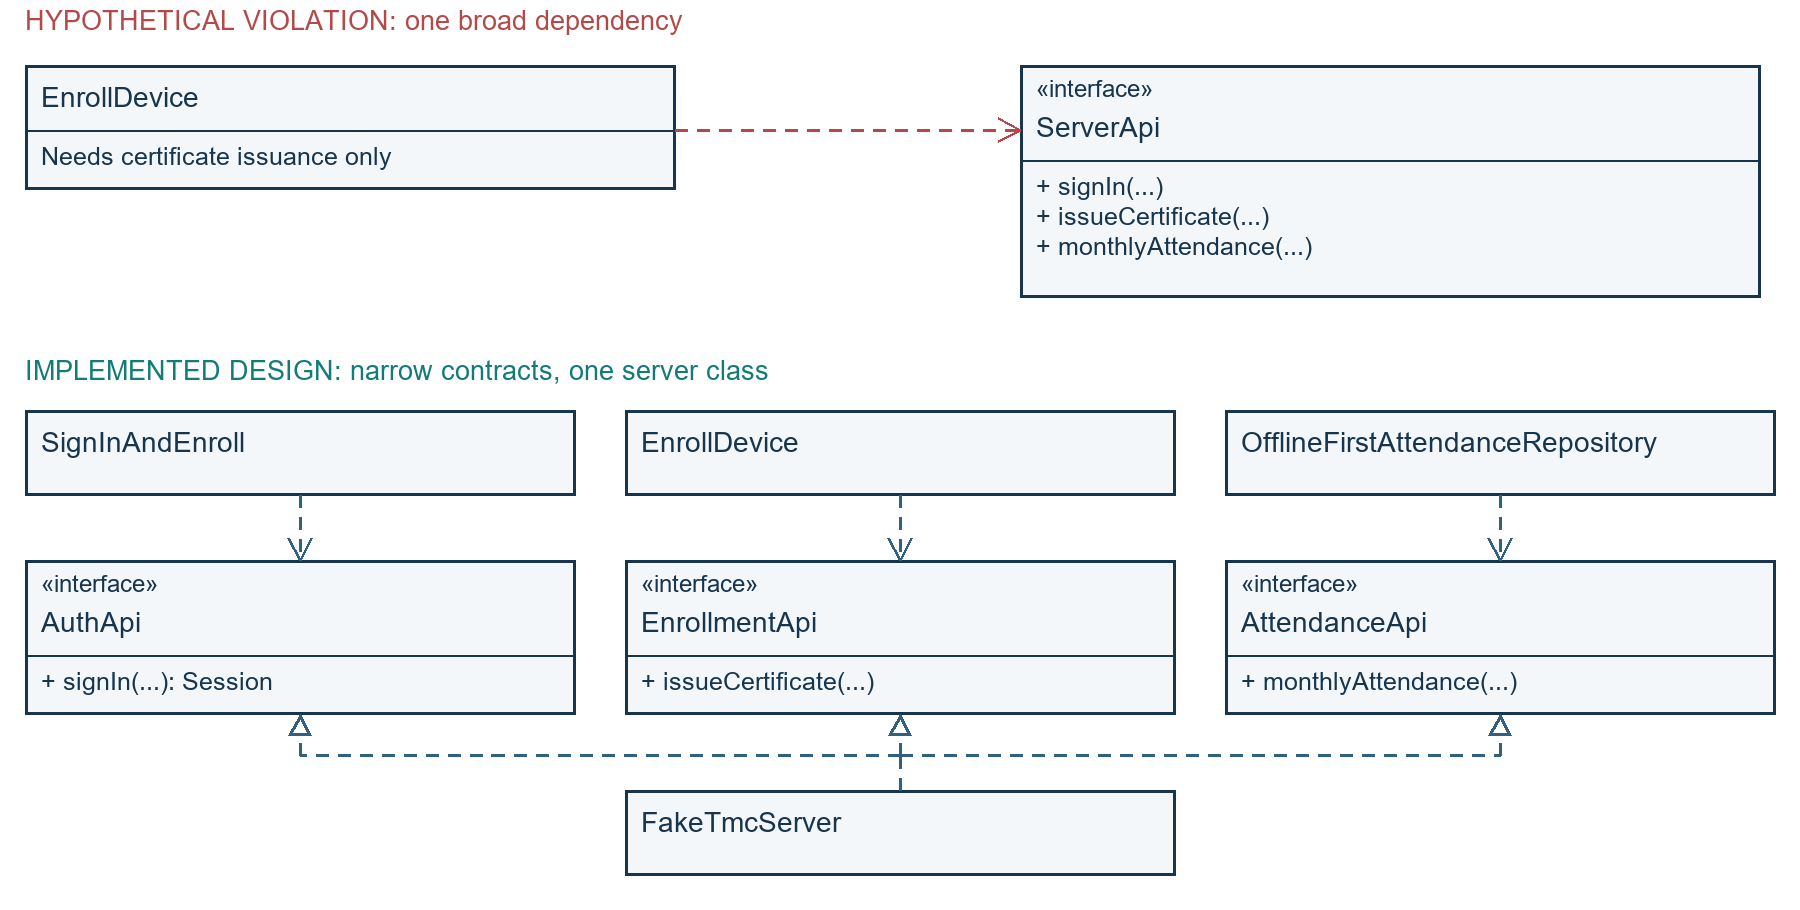 HYPOTHETICAL VIOLATION: one broad dependency
EnrollDevice
Needs certificate issuance only
«interface»
ServerApi
+ signIn(...)
+ issueCertificate(...)
+ monthlyAttendance(...)
IMPLEMENTED DESIGN: narrow contracts, one server class
SignInAndEnroll
EnrollDevice
OfflineFirstAttendanceRepository
«interface»
AuthApi
+ signIn(...): Session
«interface»
EnrollmentApi
+ issueCertificate(...)
«interface»
AttendanceApi
+ monthlyAttendance(...)
FakeTmcServer